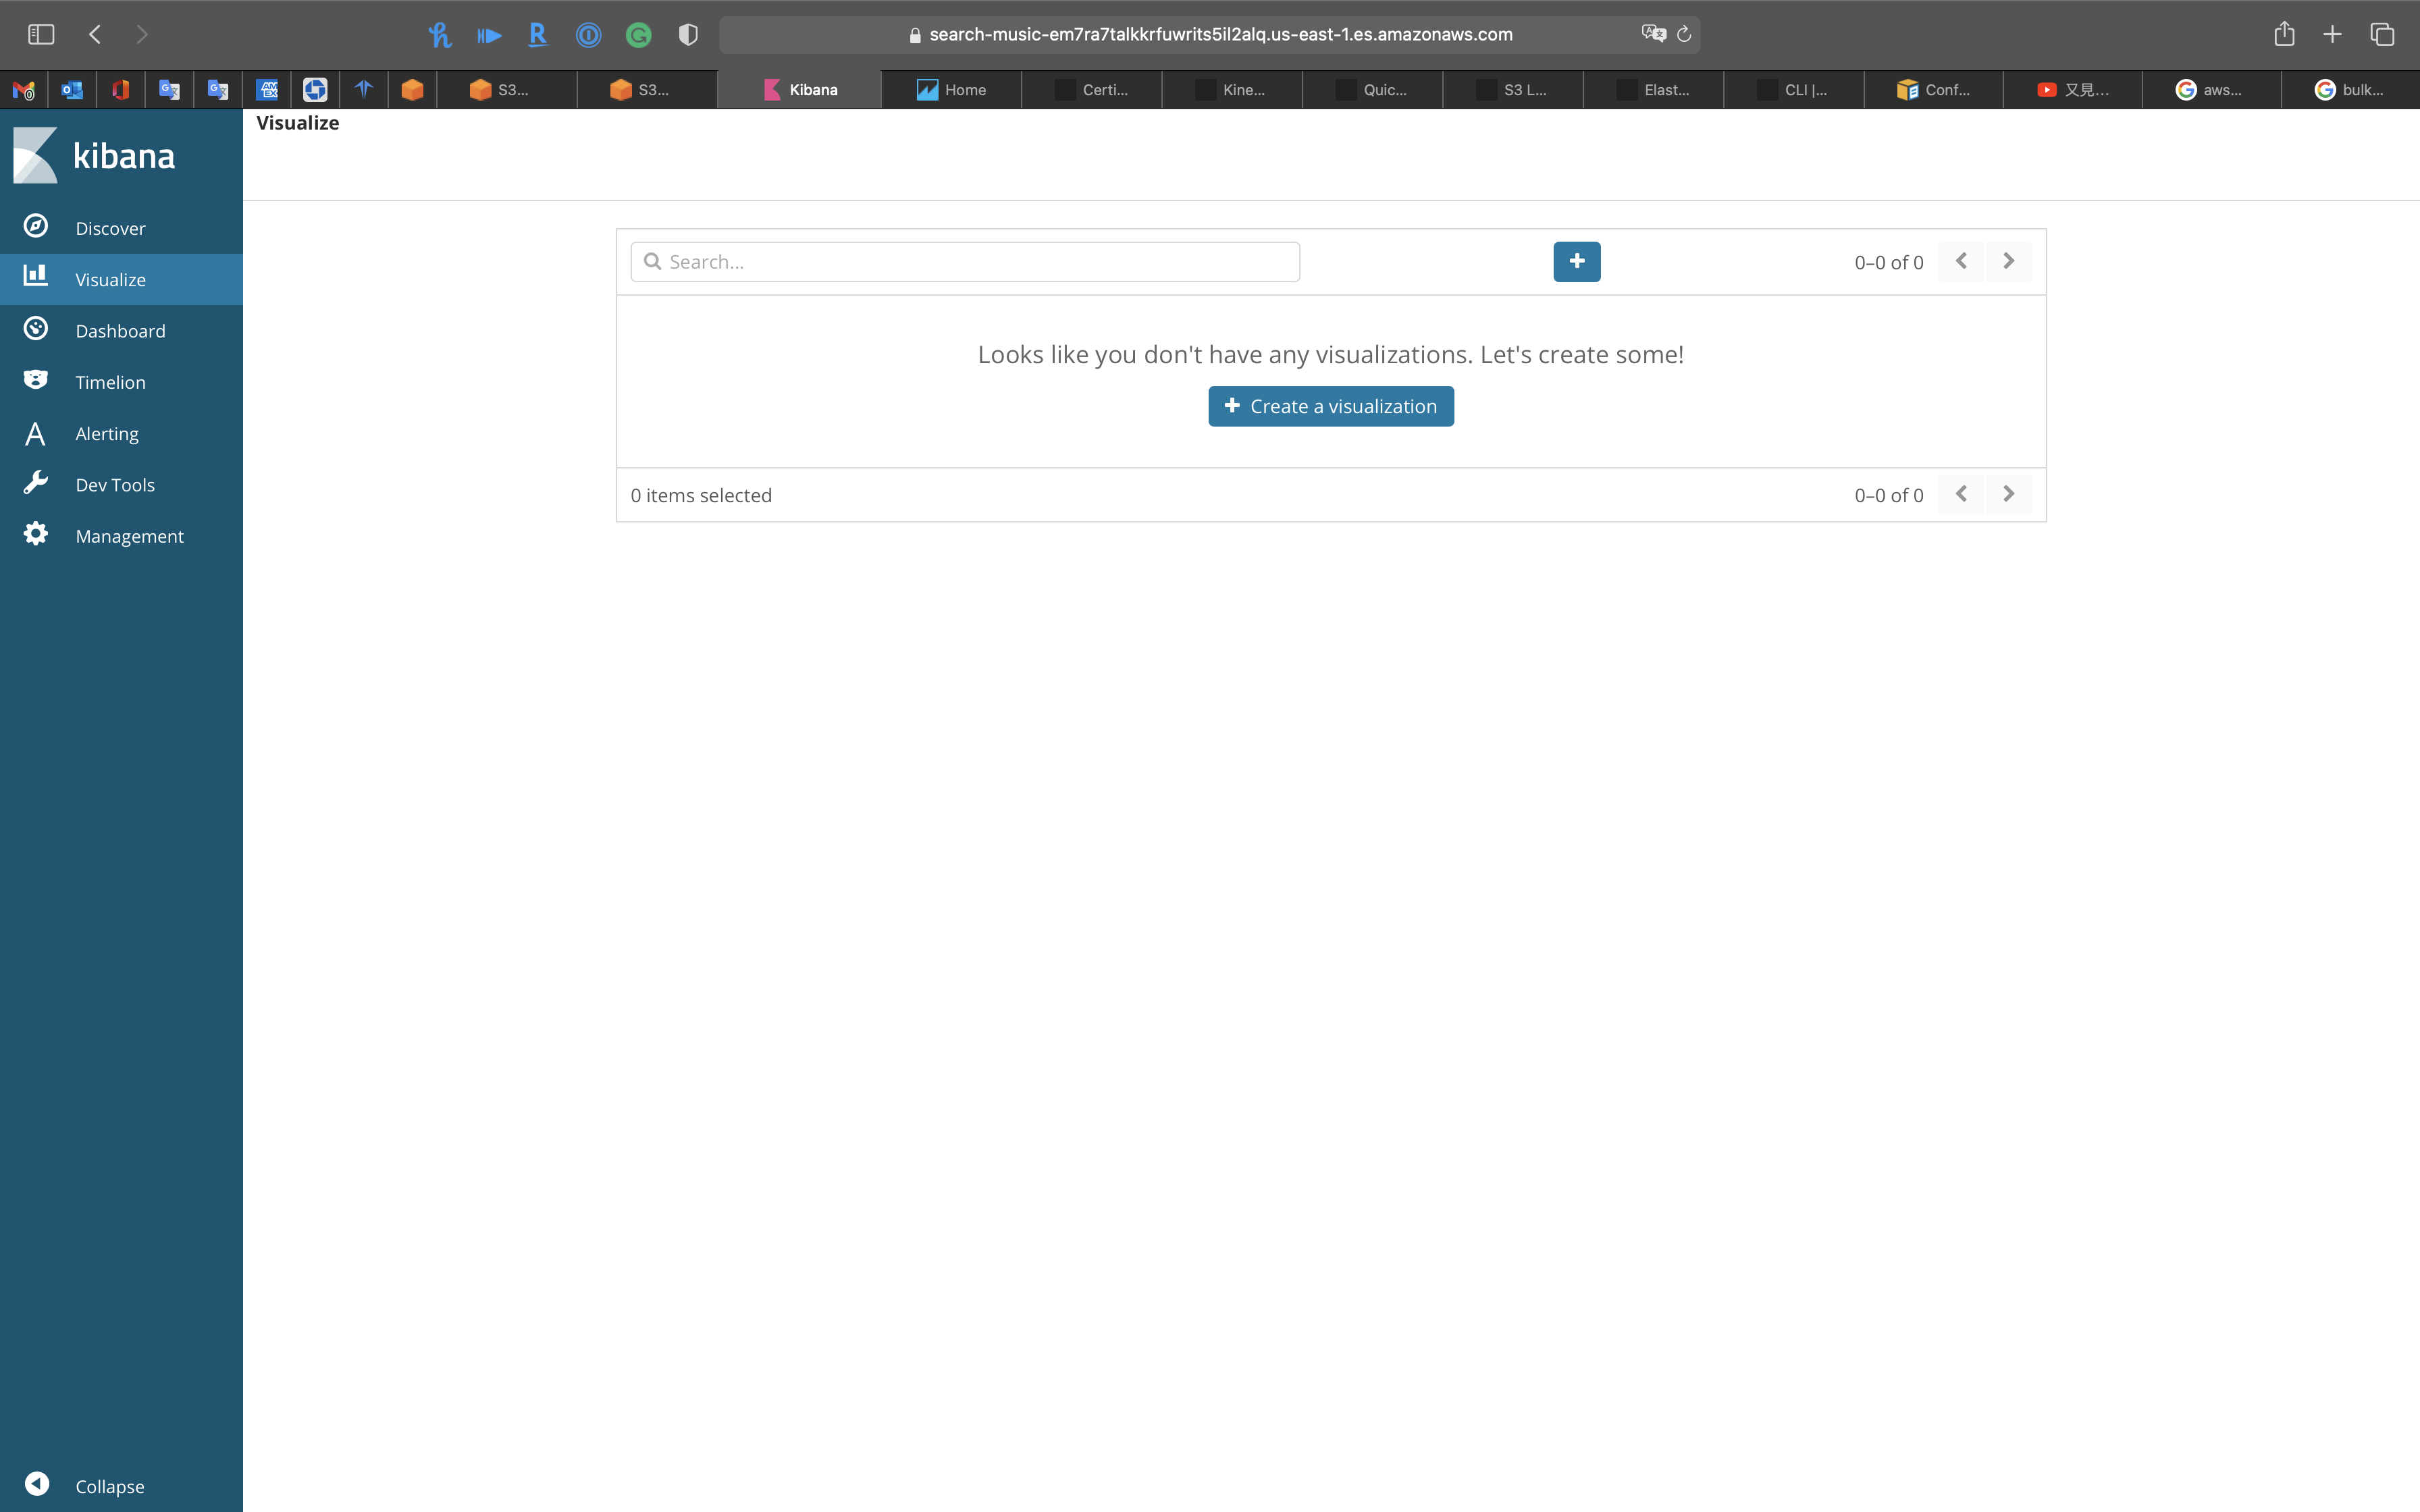 search-music-em7ra7talkkrfuwrits5il2alq.us-east-1.es.amazonaws.com
S3... S3... Kibana Home Certi... Kine... Quic... S3 L... Elast... CLI |... Conf... 又見... aws... bulk...
kibana
Discover
Visualize
Dashboard
Timelion
Alerting
Dev Tools
Management
Collapse
Visualize
Search... 0–0 of 0
Looks like you don't have any visualizations. Let's create some!
Create a visualization
0 items selected 0–0 of 0